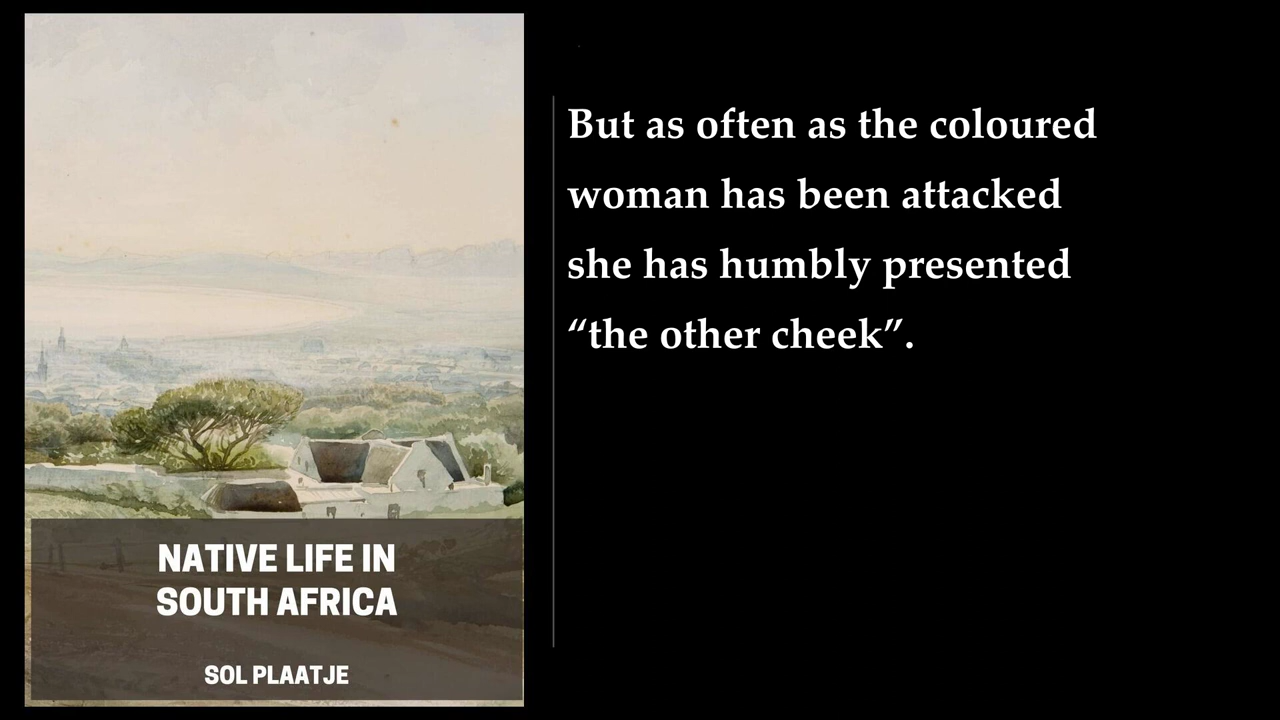 But as often as the coloured
woman has been attacked
she has humbly presented
“the other cheek”.
NATIVE LIFE IN
SOUTH AFRICA
SOL PLAATJE